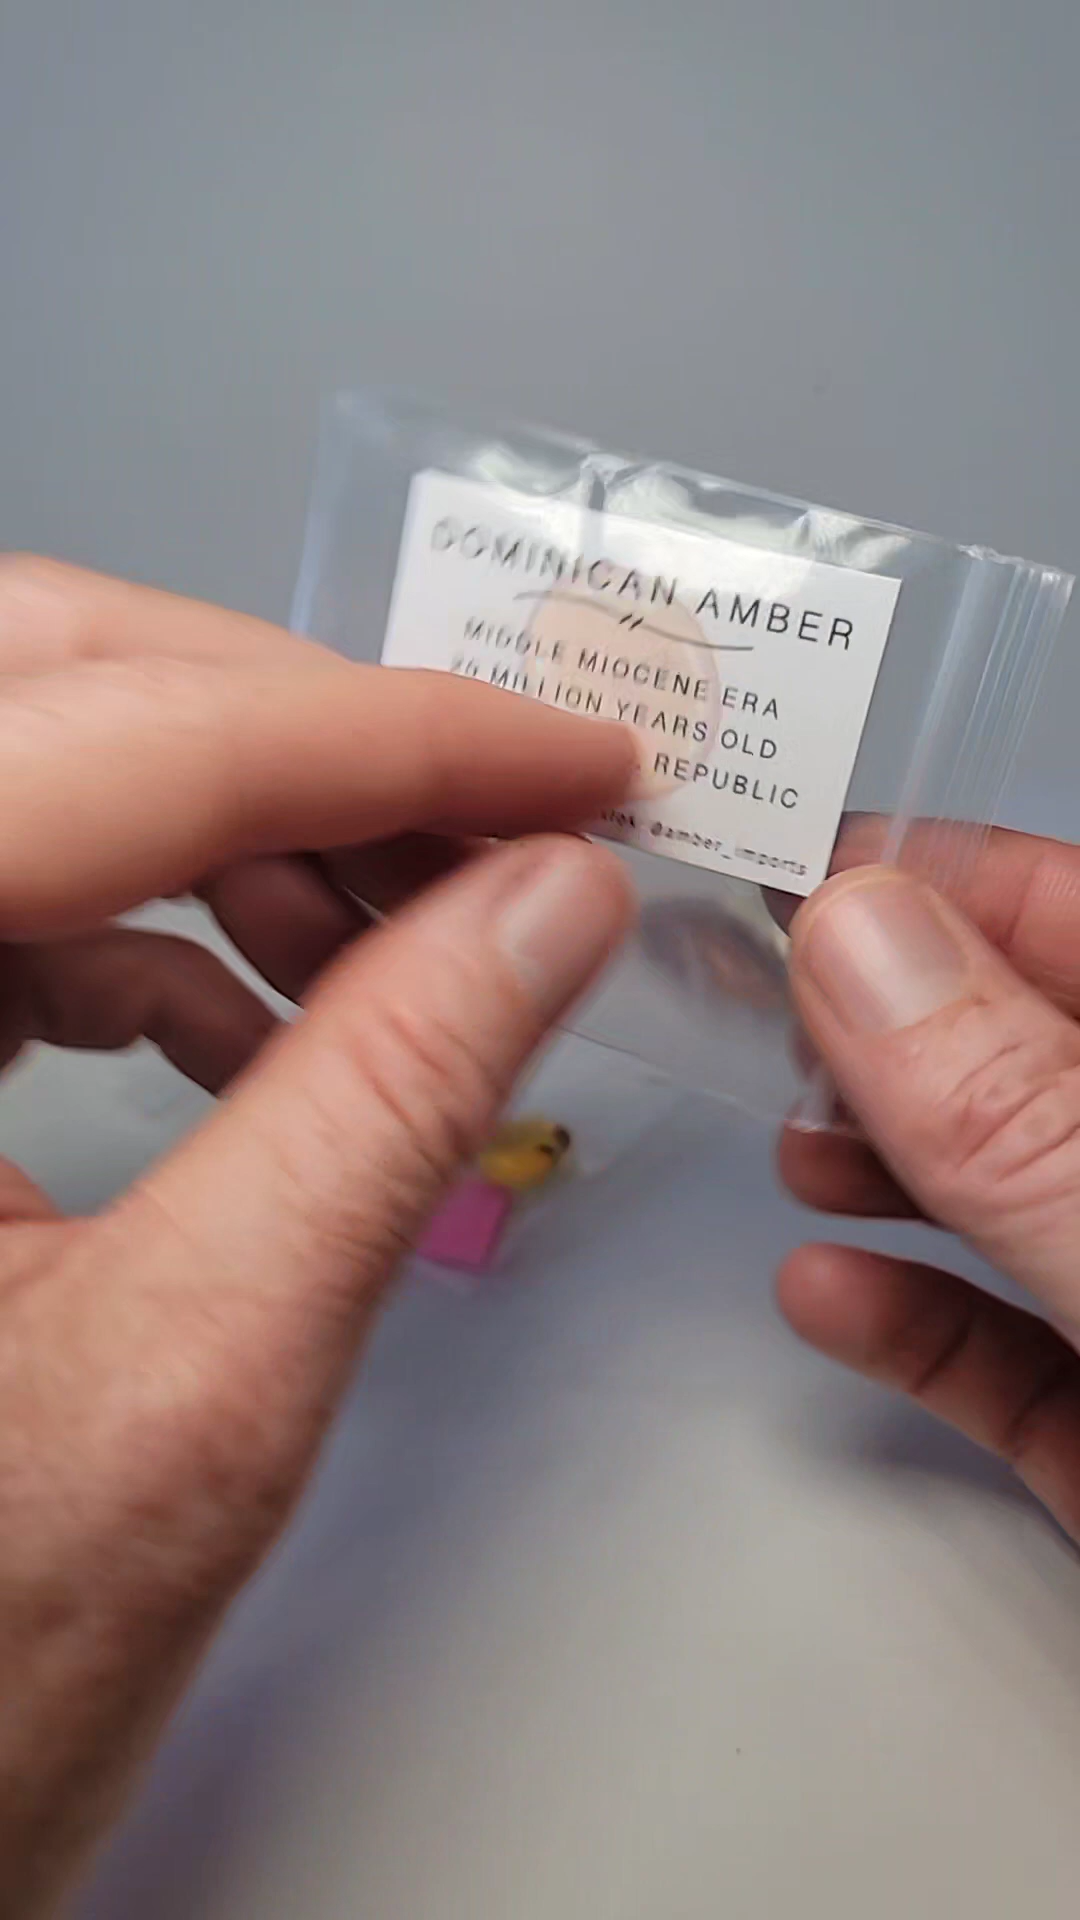 DOMINICAN AMBER
MIDDLE MIOCENE ERA
MILLION YEARS OLD
REPUBLIC
@amber_imports